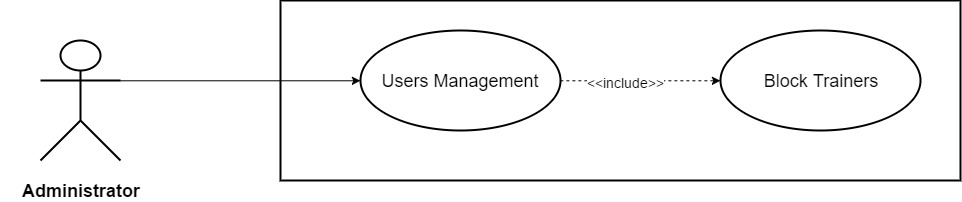 Users Management
<<include>>
Block Trainers
Administrator